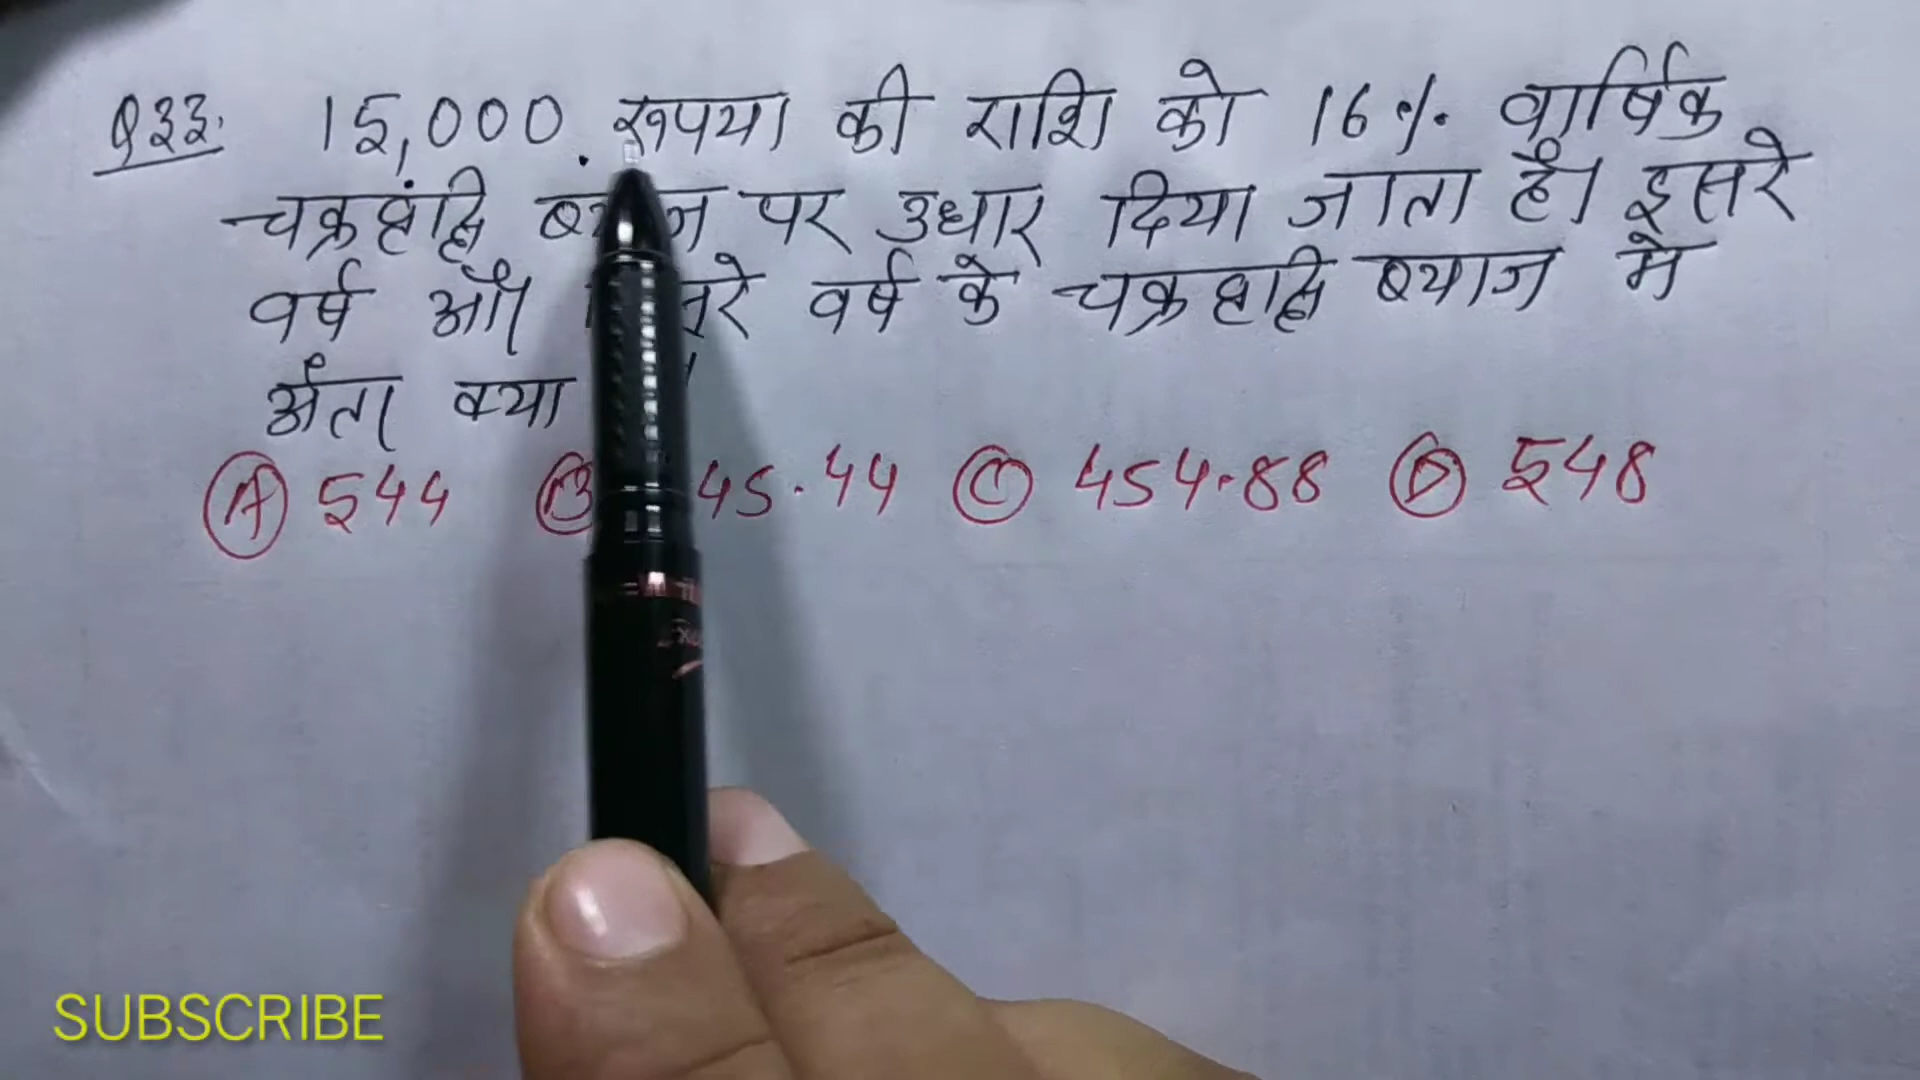 Q33. 15,000 रूपया की राशि को 16%. वार्षिक
चक्रवृद्धि ब्याज पर उधार दिया जाता है। दूसरे
वर्ष और वर्ष के चक्रवृद्धि ब्याज मे
अंतर क्या
(A) 544 (B) 45.44 (C) 454.88 (D) 548
SUBSCRIBE